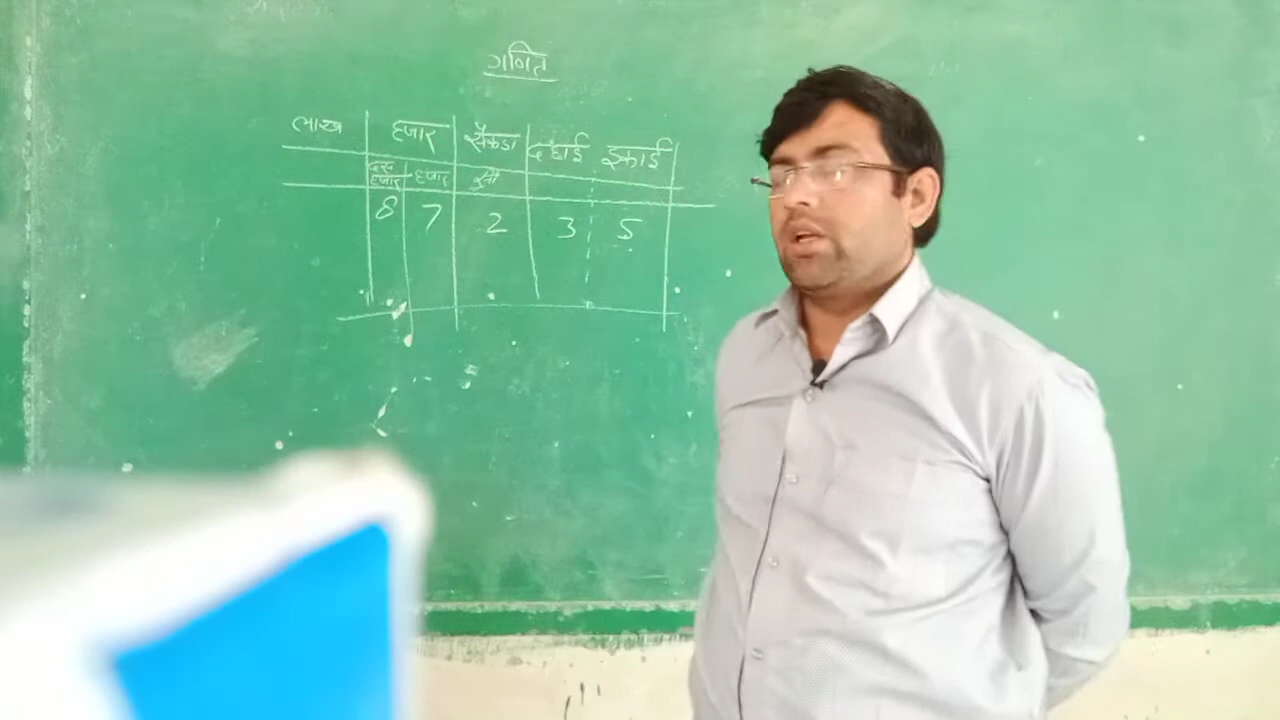 गणित
लाख हजार सैकडा दहाई इकाई
दस हजार हजार
8 7 2 3 5